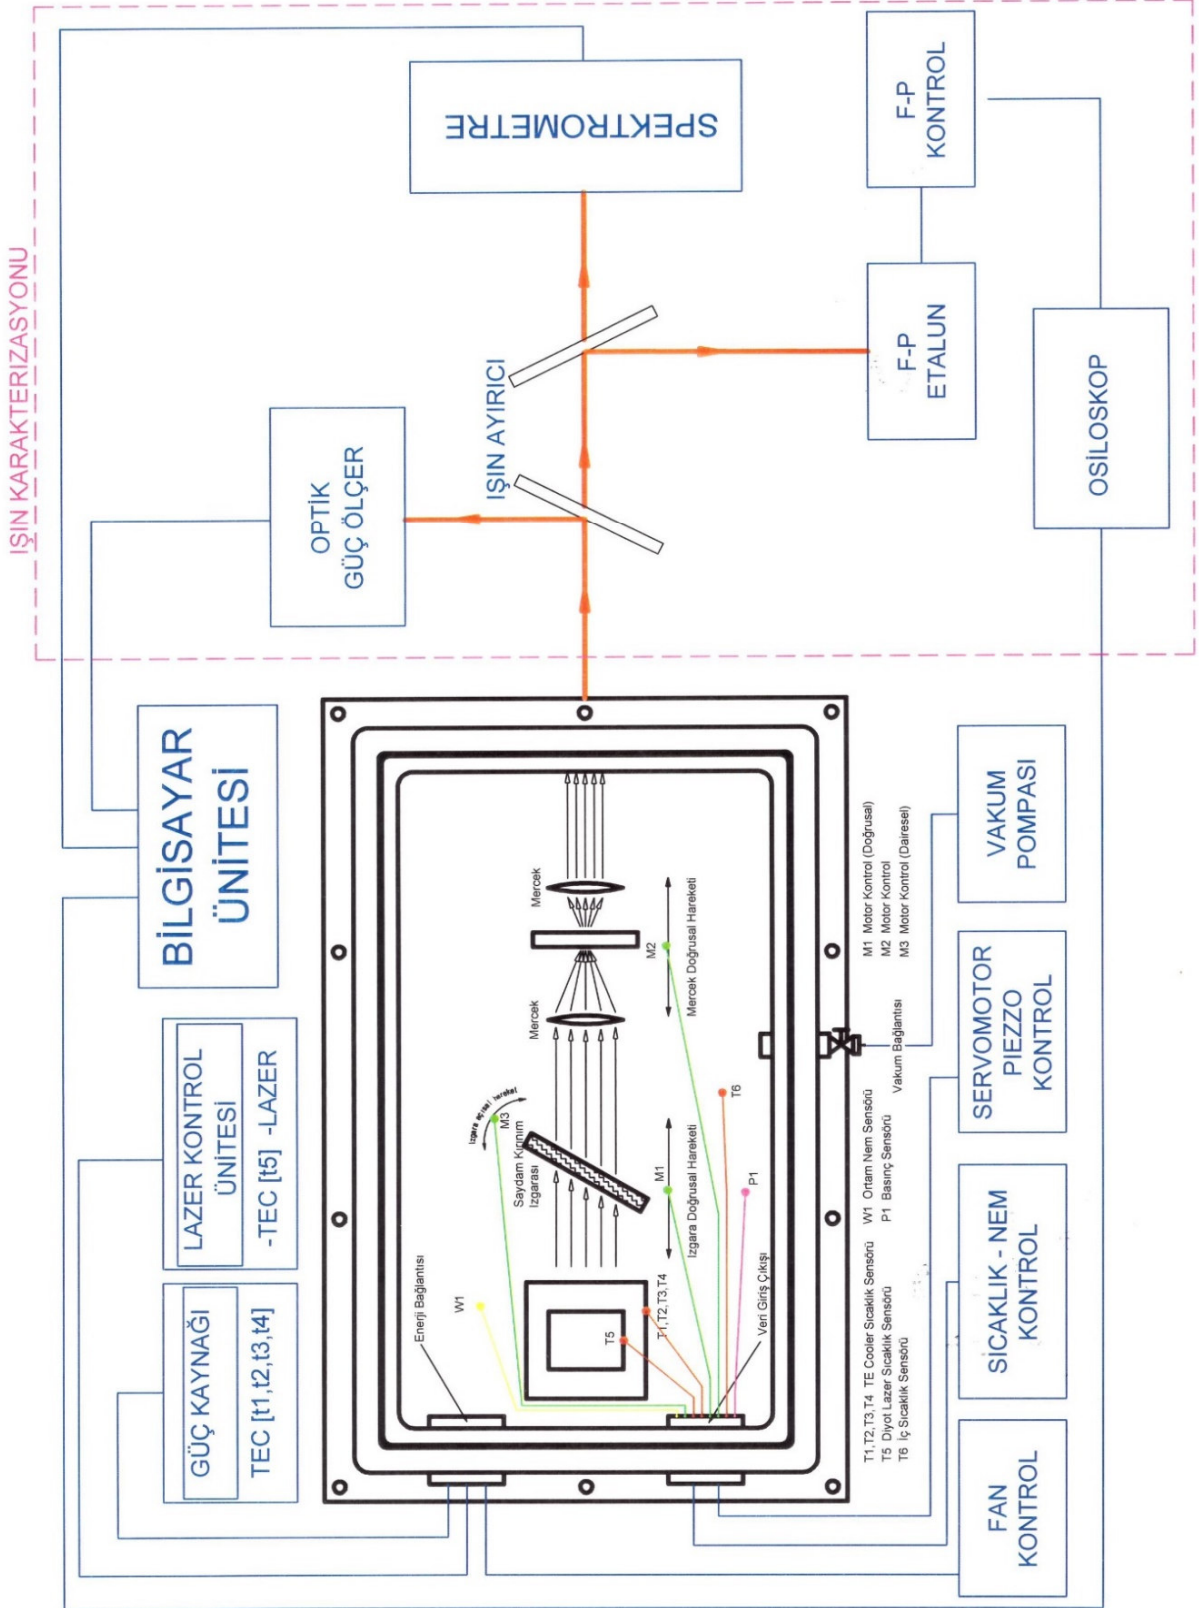 IŞIN KARAKTERIZASYONU
SPEKTROMETRE
F-P
KONTROL
F-P
ETALUN
OSİLOSKOP
IŞIN AYIRICI
OPTİK
GÜÇ ÖLÇER
BİLGİSAYAR
ÜNİTESİ
LAZER KONTROL
ÜNİTESİ
-TEC [t5] -LAZER
GÜÇ KAYNAĞI
TEC [t1,t2,t3,t4]
Enerji Bağlantısı
W1
T5
T1,T2,T3,T4
Veri Giriş Çıkışı
Saydam Kırınım
Izgarası
Izgara açısal hareket
M3
M1
Izgara Doğrusal Hareketi
P1
T6
Mercek
Mercek
M2
Mercek Doğrusal Hareketi
T1,T2,T3,T4 TE Cooler Sıcaklık Sensörü
T5 Diyot Lazer Sıcaklık Sensörü
T6 İç Sıcaklık Sensörü
W1 Ortam Nem Sensörü
P1 Basınç Sensörü
Vakum Bağlantısı
M1 Motor Kontrol (Doğrusal)
M2 Motor Kontrol
M3 Motor Kontrol (Dairesel)
FAN
KONTROL
SICAKLIK - NEM
KONTROL
SERVOMOTOR
PIEZZO
KONTROL
VAKUM
POMPASI